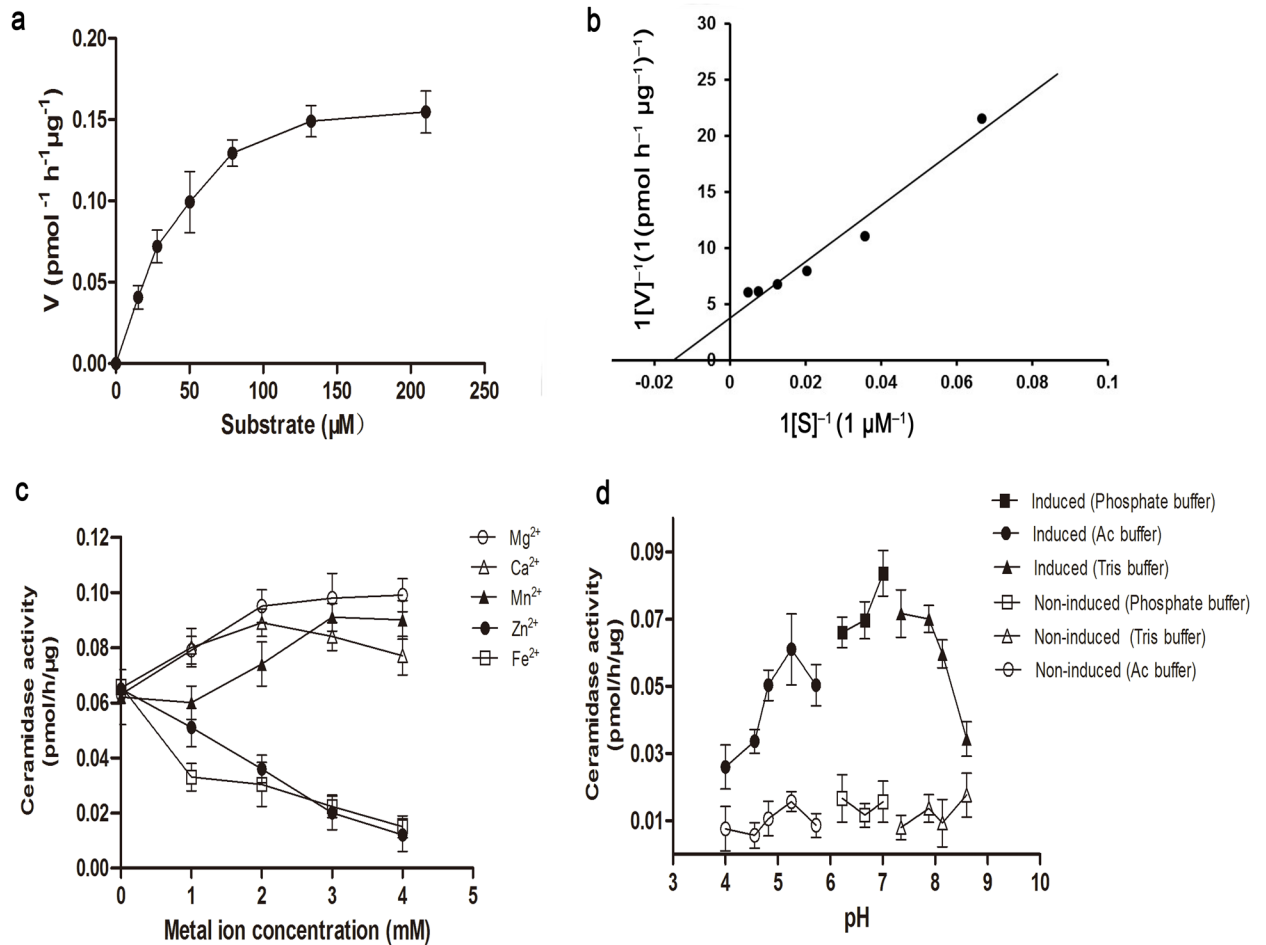 a
0.20
0.15
0.10
0.05
0.00
0
50
100
150
200
250
V (pmol ⁻¹ h⁻¹µg⁻¹)
Substrate (µM）
b
30
25
20
15
10
5
0
-0.02
0
0.02
0.04
0.06
0.08
0.1
1[V]⁻¹(1(pmol h⁻¹ µg⁻¹)⁻¹)
1[S]⁻¹ (1 µM⁻¹)
c
0.12
0.10
0.08
0.06
0.04
0.02
0.00
0
1
2
3
4
5
Ceramidase activity
(pmol/h/µg)
Metal ion concentration (mM)
Mg²⁺
Ca²⁺
Mn²⁺
Zn²⁺
Fe²⁺
d
0.09
0.07
0.05
0.03
0.01
3
4
5
6
7
8
9
10
Ceramidase activity
(pmol/h/µg)
pH
Induced (Phosphate buffer)
Induced (Ac buffer)
Induced (Tris buffer)
Non-induced (Phosphate buffer)
Non-induced (Tris buffer)
Non-induced (Ac buffer)